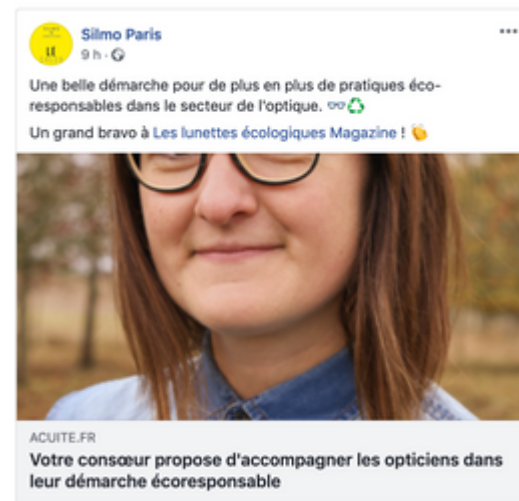 Silmo Paris
9 h
Une belle démarche pour de plus en plus de pratiques éco-
responsables dans le secteur de l'optique. 👓♻️
Un grand bravo à Les lunettes écologiques Magazine ! 👏
ACUITE.FR
Votre consœur propose d'accompagner les opticiens dans
leur démarche écoresponsable